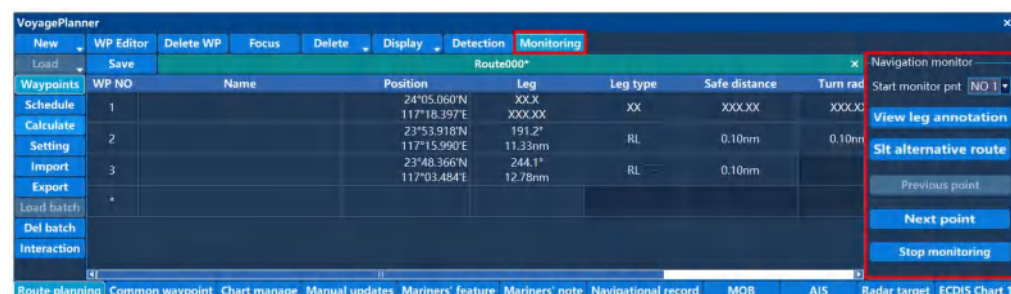 VoyagePlanner ×
New WP Editor Delete WP Focus Delete Display Detection Monitoring
Load Save Route000* × Navigation monitor
Waypoints WP NO Name Position Leg Leg type Safe distance Turn rad Start monitor pnt NO 1
Schedule 1 24°05.060'N 117°18.397'E XX.X XXX.XX XX XXX.XX XXX.XX View leg annotation
Calculate
Setting 2 23°53.918'N 117°15.990'E 191.2° 11.33nm RL 0.10nm 0.10nm Slt alternative route
Import 3 23°48.366'N 117°03.484'E 244.1° 12.78nm RL 0.10nm
Export Previous point
Load batch *
Del batch Next point
Interaction Stop monitoring
Route planning Common waypoint Chart manage Manual updates Mariners' feature Mariners' note Navigational record MOB AIS Radar target ECDIS Chart 1